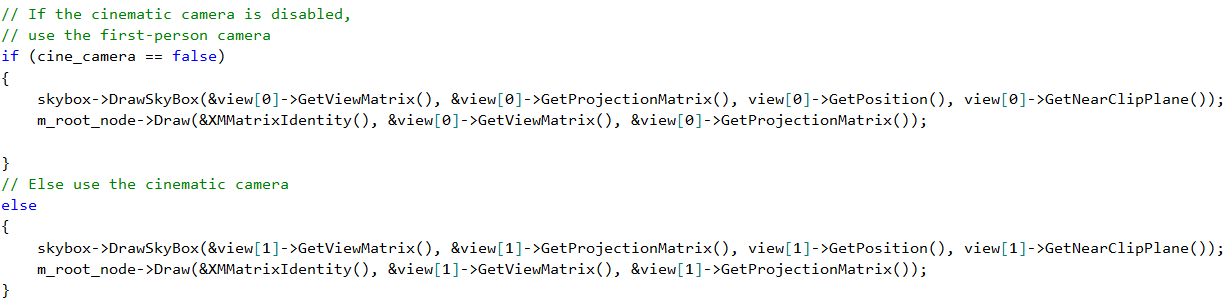 // If the cinematic camera is disabled,
// use the first-person camera
if (cine_camera == false)
{
    skybox->DrawSkyBox(&view[0]->GetViewMatrix(), &view[0]->GetProjectionMatrix(), view[0]->GetPosition(), view[0]->GetNearClipPlane());
    m_root_node->Draw(&XMMatrixIdentity(), &view[0]->GetViewMatrix(), &view[0]->GetProjectionMatrix());

}
// Else use the cinematic camera
else
{
    skybox->DrawSkyBox(&view[1]->GetViewMatrix(), &view[1]->GetProjectionMatrix(), view[1]->GetPosition(), view[1]->GetNearClipPlane());
    m_root_node->Draw(&XMMatrixIdentity(), &view[1]->GetViewMatrix(), &view[1]->GetProjectionMatrix());
}